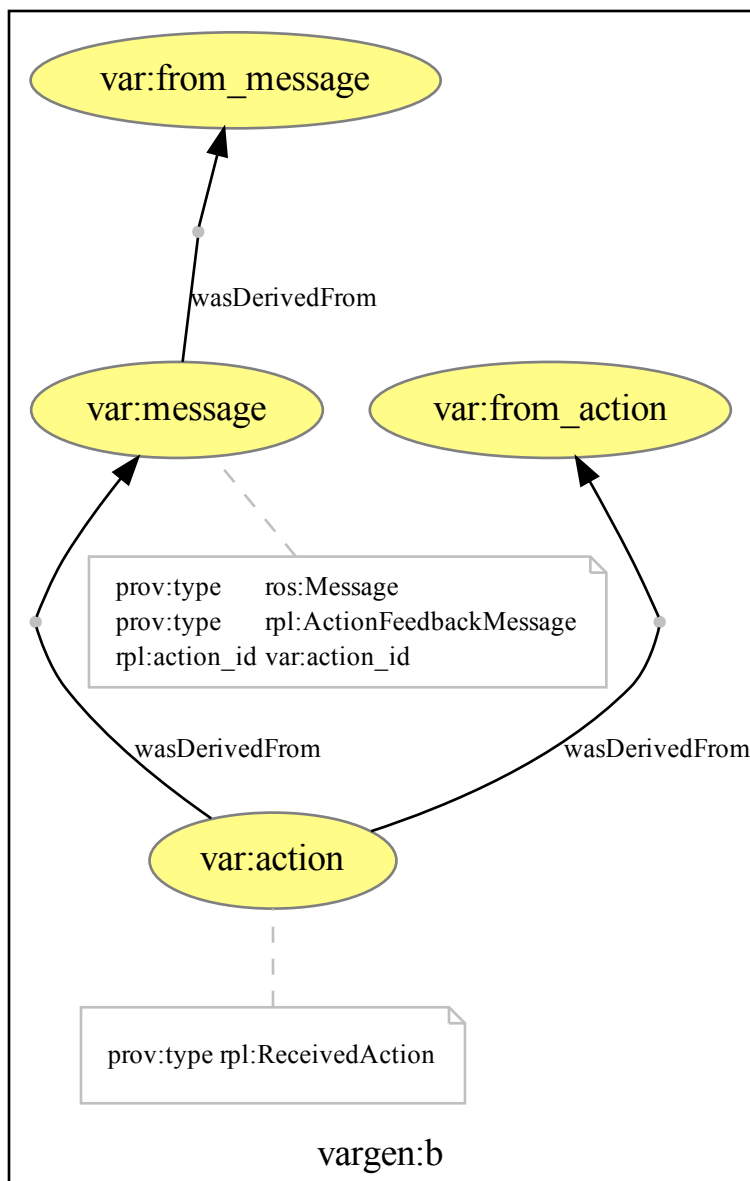 var:from_message
wasDerivedFrom
var:message
var:from_action
prov:type ros:Message
prov:type rpl:ActionFeedbackMessage
rpl:action_id var:action_id
wasDerivedFrom
wasDerivedFrom
var:action
prov:type rpl:ReceivedAction
vargen:b